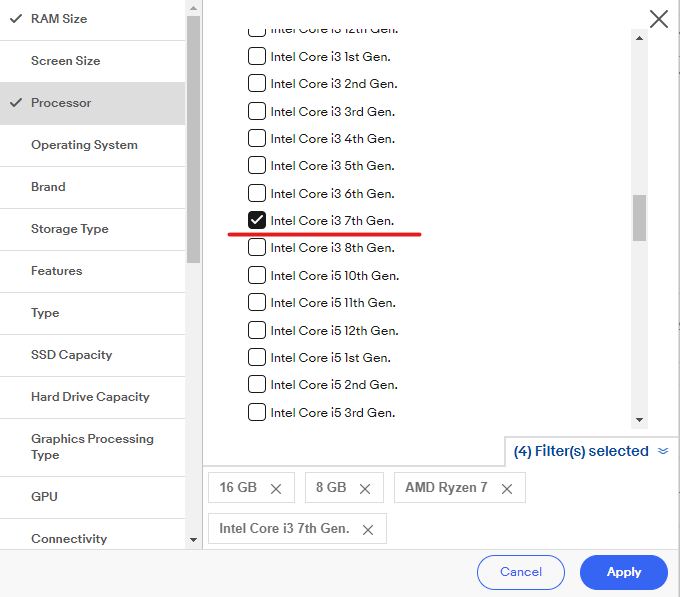 RAM Size
Screen Size
Processor
Operating System
Brand
Storage Type
Features
Type
SSD Capacity
Hard Drive Capacity
Graphics Processing
Type
GPU
Connectivity
Intel Core i3 12th Gen.
Intel Core i3 1st Gen.
Intel Core i3 2nd Gen.
Intel Core i3 3rd Gen.
Intel Core i3 4th Gen.
Intel Core i3 5th Gen.
Intel Core i3 6th Gen.
Intel Core i3 7th Gen.
Intel Core i3 8th Gen.
Intel Core i5 10th Gen.
Intel Core i5 11th Gen.
Intel Core i5 12th Gen.
Intel Core i5 1st Gen.
Intel Core i5 2nd Gen.
Intel Core i5 3rd Gen.
(4) Filter(s) selected
16 GB
8 GB
AMD Ryzen 7
Intel Core i3 7th Gen.
Cancel
Apply